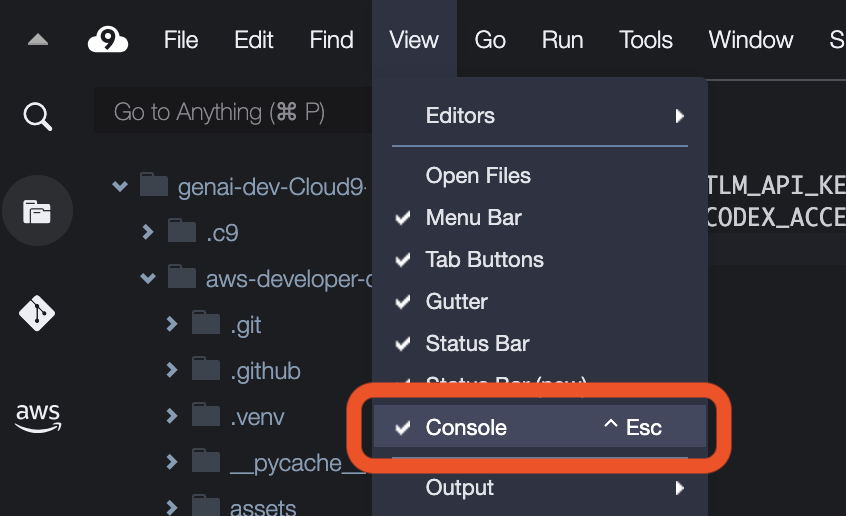 9 File Edit Find View Go Run Tools Window S
Go to Anything (⌘ P)
genai-dev-Cloud9-
.c9
aws-developer-
.git
.github
.venv
__pycache__
assets
aws
Editors
Open Files
Menu Bar
Tab Buttons
Gutter
Status Bar
Status Bar (new)
Console ^ Esc
Output
TLM_API_KE
CODEX_ACCE